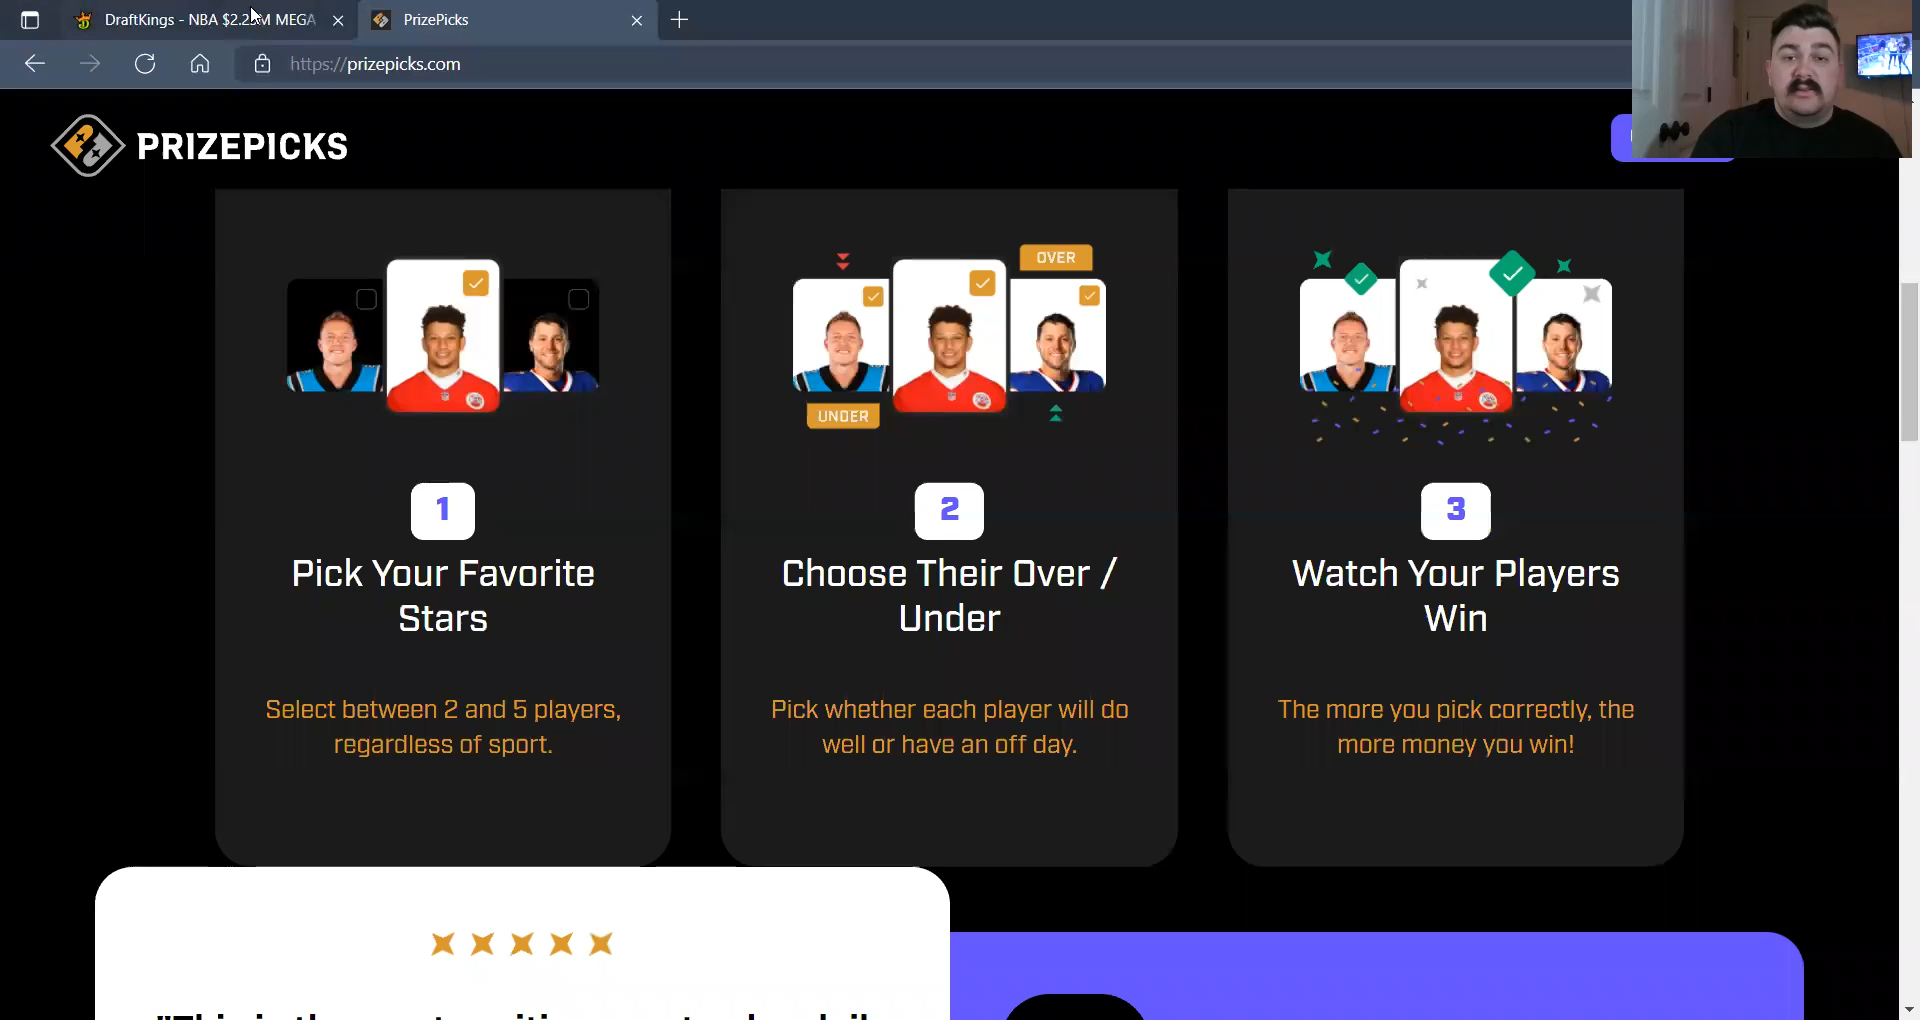 DraftKings - NBA $2.25M MEGA
PrizePicks
https://prizepicks.com
PRIZEPICKS
OVER
UNDER
1
2
3
Pick Your Favorite
Stars
Choose Their Over /
Under
Watch Your Players
Win
Select between 2 and 5 players,
regardless of sport.
Pick whether each player will do
well or have an off day.
The more you pick correctly, the
more money you win!